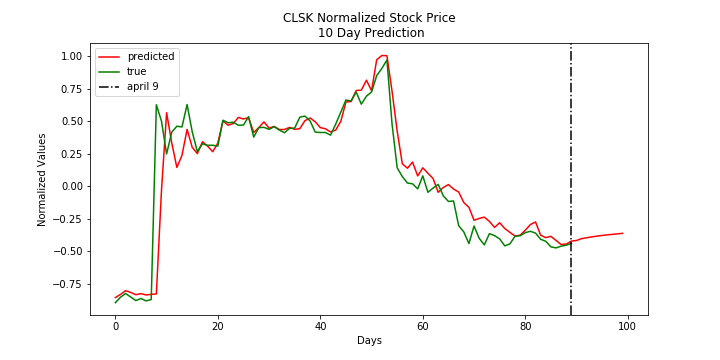 CLSK Normalized Stock Price
10 Day Prediction
predicted
true
april 9
1.00
0.75
0.50
0.25
0.00
−0.25
−0.50
−0.75
Normalized Values
0 20 40 60 80 100
Days